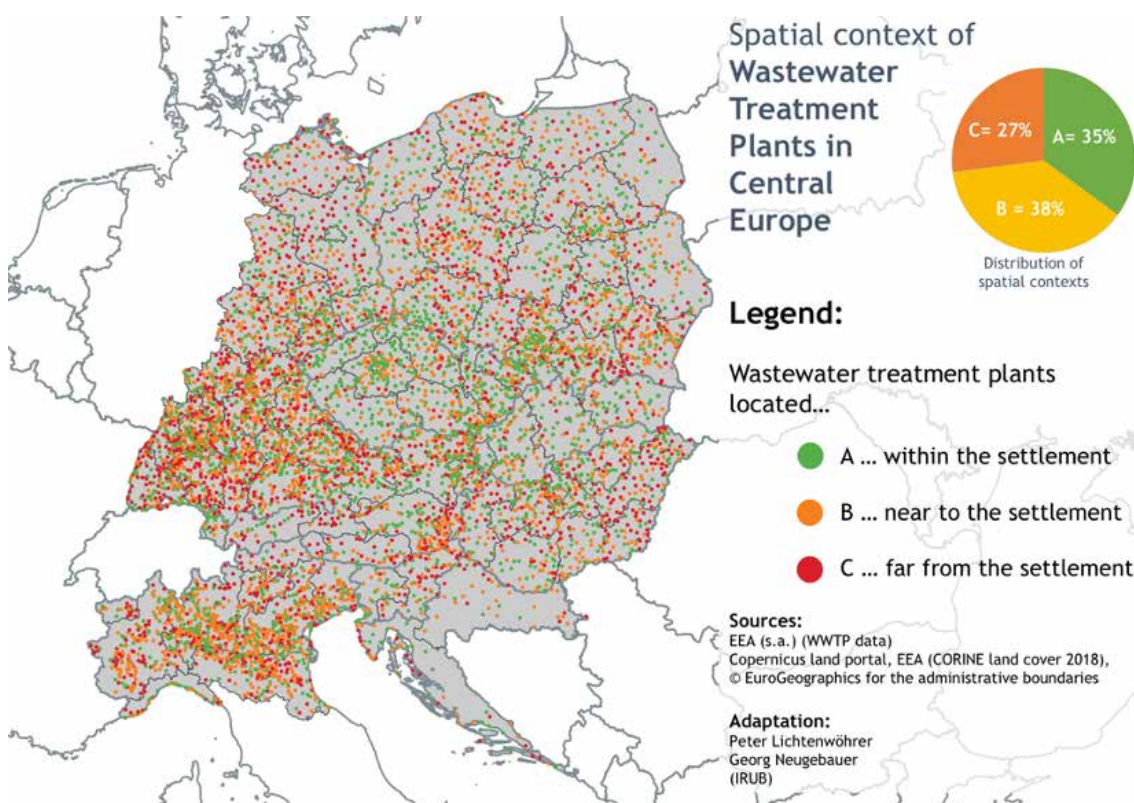 Spatial context of
Wastewater
Treatment
Plants in
Central
Europe
C= 27%
A= 35%
B = 38%
Distribution of
spatial contexts
Legend:
Wastewater treatment plants
located…
A … within the settlement
B … near to the settlement
C … far from the settlement
Sources:
EEA (s.a.) (WWTP data)
Copernicus land portal, EEA (CORINE land cover 2018),
© EuroGeographics for the administrative boundaries
Adaptation:
Peter Lichtenwöhrer
Georg Neugebauer
(IRUB)